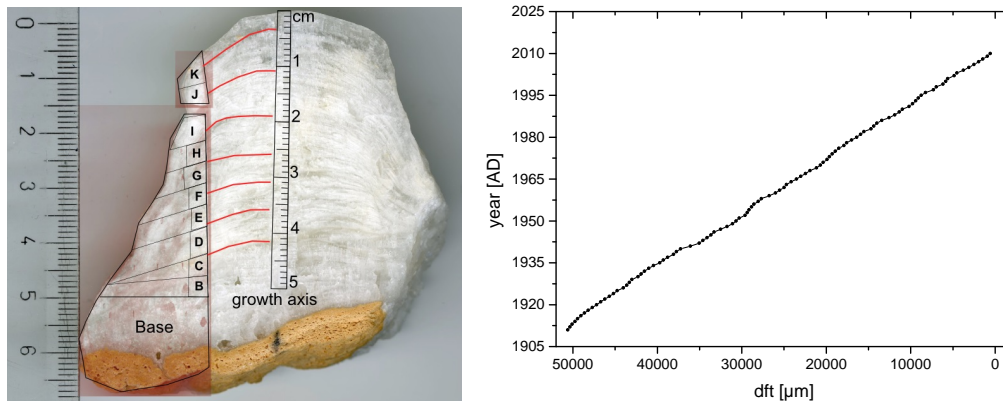 0
1
2
3
4
5
6
cm
1
2
3
4
5
growth axis
K
J
I
H
G
F
E
D
C
B
Base
2025
2010
1995
1980
1965
1950
1935
1920
1905
year [AD]
50000 40000 30000 20000 10000 0
dft [µm]